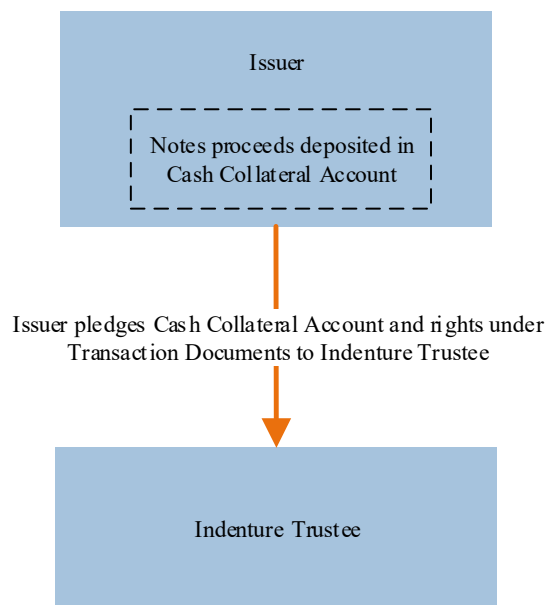 Issuer
Notes proceeds deposited in
Cash Collateral Account
Issuer pledges Cash Collateral Account and rights under
Transaction Documents to Indenture Trustee
Indenture Trustee